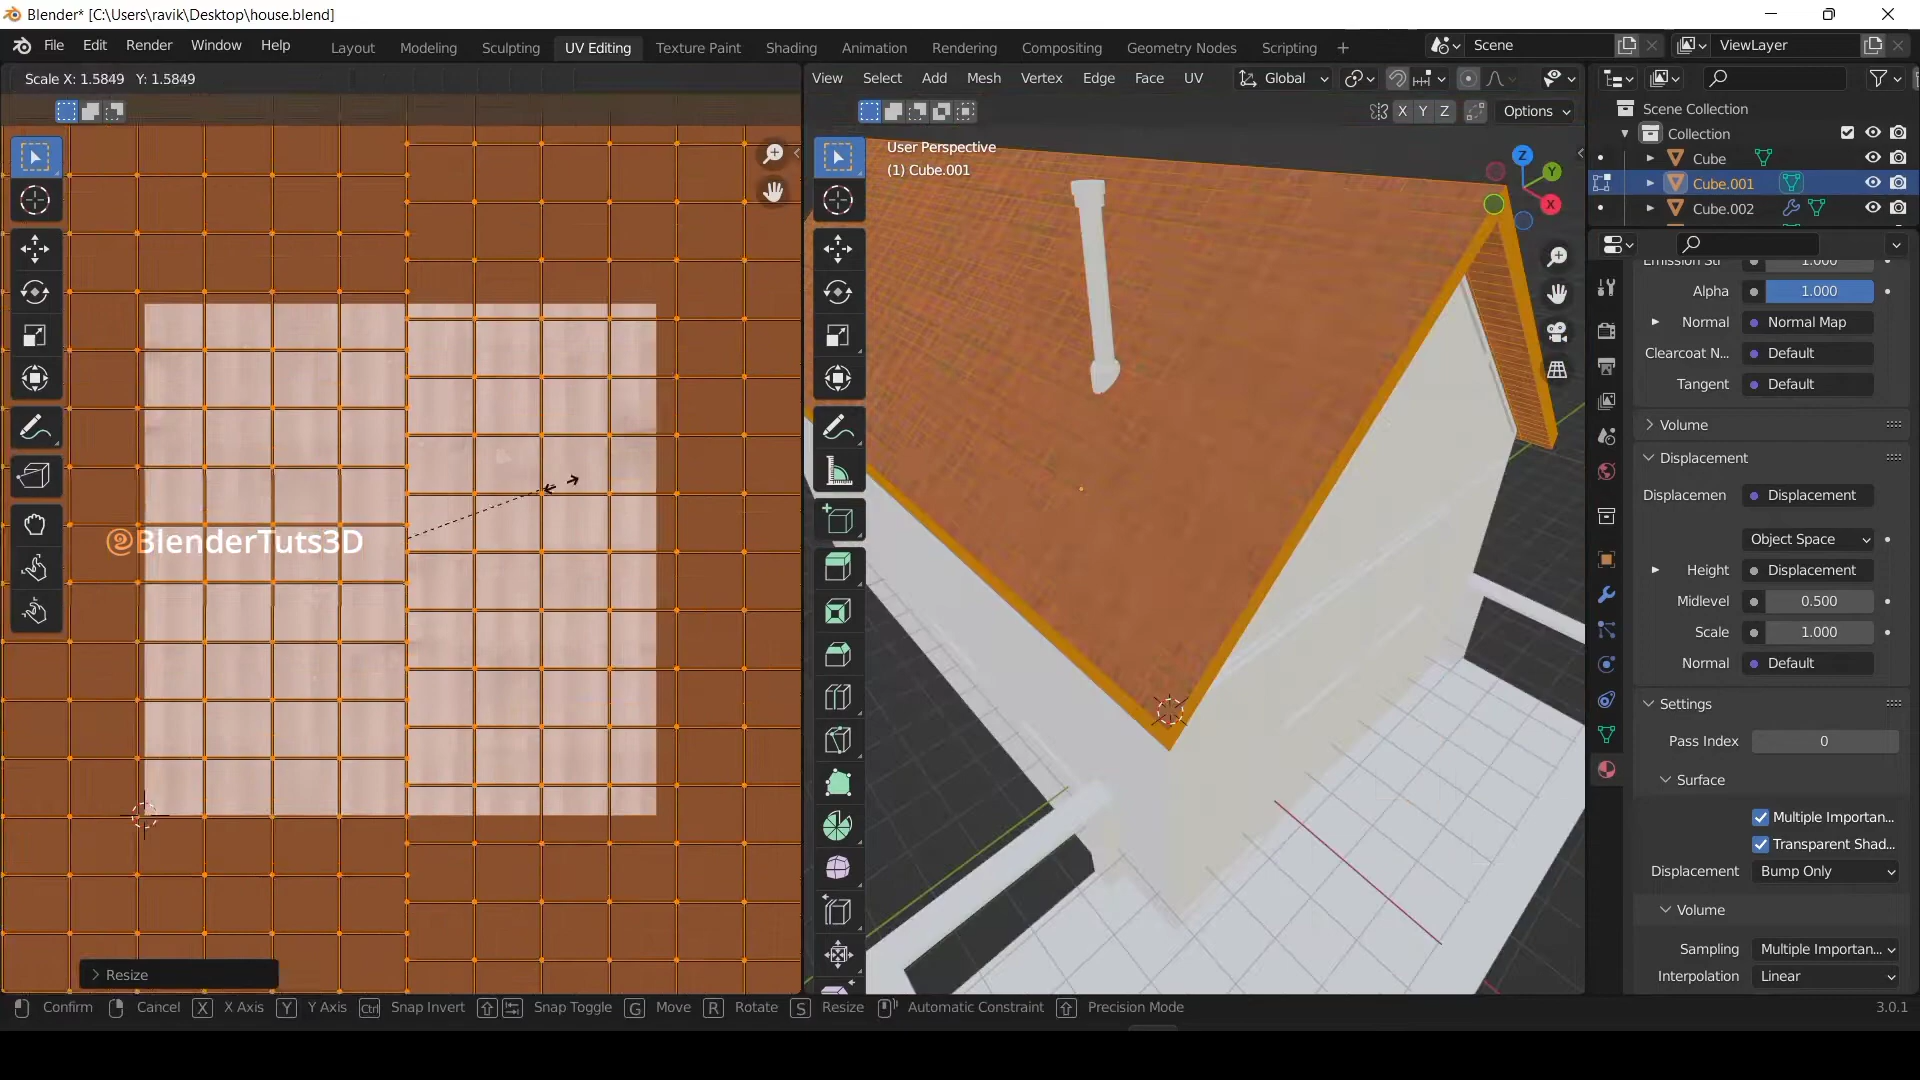 Blender* [C:\Users\ravik\Desktop\house.blend]
File Edit Render Window Help Layout Modeling Sculpting UV Editing Texture Paint Shading Animation Rendering Compositing Geometry Nodes Scripting + Scene ViewLayer
Scale X: 1.5849 Y: 1.5849
View Select Add Mesh Vertex Edge Face UV Global
X Y Z Options
Scene Collection
Collection
Cube
Cube.001
Cube.002
User Perspective
(1) Cube.001
Z
Y
X
1.000
Alpha 1.000
Normal Normal Map
Clearcoat N... Default
Tangent Default
Volume
Displacement
Displacemen Displacement
Object Space
Height Displacement
Midlevel 0.500
Scale 1.000
Normal Default
Settings
Pass Index 0
Surface
Multiple Importan...
Transparent Shad...
Displacement Bump Only
Volume
Sampling Multiple Importan...
Interpolation Linear
@BlenderTuts3D
Resize
Confirm Cancel X X Axis Y Y Axis Ctrl Snap Invert Snap Toggle G Move R Rotate S Resize Automatic Constraint Precision Mode 3.0.1